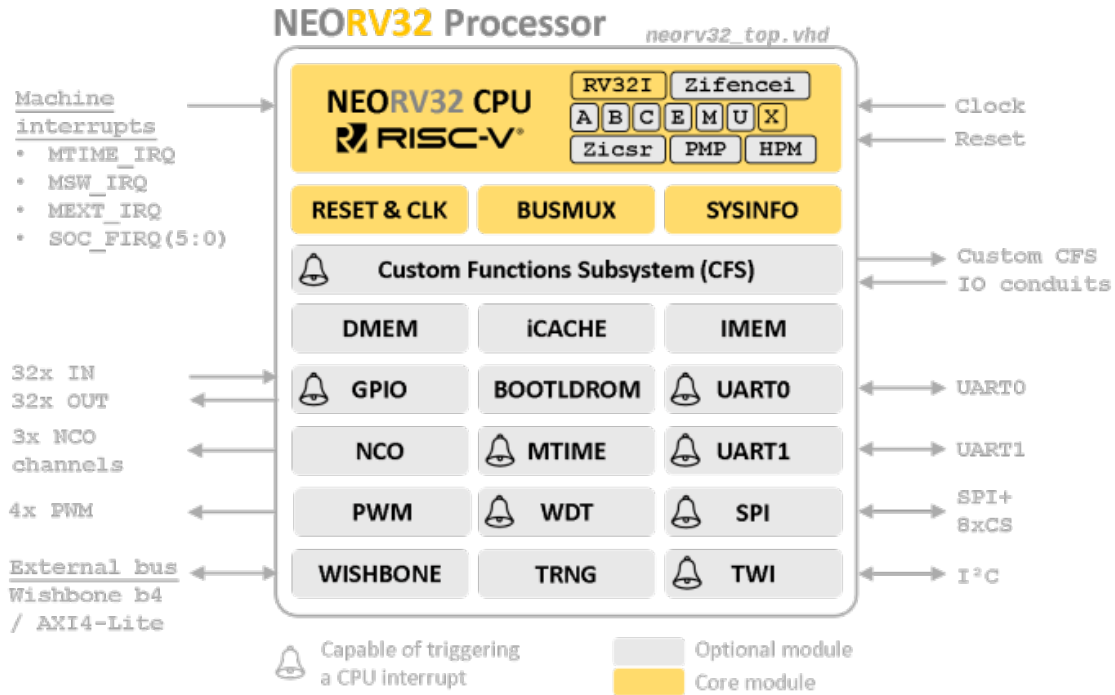 NEORV32 Processor
neorv32_top.vhd
Machine
interrupts
• MTIME_IRQ
• MSW_IRQ
• MEXT_IRQ
• SOC_FIRQ(5:0)
NEORV32 CPU
RISC-V®
RV32I Zifencei
A B C E M U X
Zicsr PMP HPM
Clock
Reset
RESET & CLK BUSMUX SYSINFO
Custom Functions Subsystem (CFS)
Custom CFS
IO conduits
DMEM iCACHE IMEM
32x IN
32x OUT
GPIO BOOTLDROM UART0
UART0
3x NCO
channels
NCO MTIME UART1
UART1
4x PWM
PWM WDT SPI
SPI+
8xCS
External bus
Wishbone b4
/ AXI4-Lite
WISHBONE TRNG TWI
I²C
Capable of triggering
a CPU interrupt
Optional module
Core module